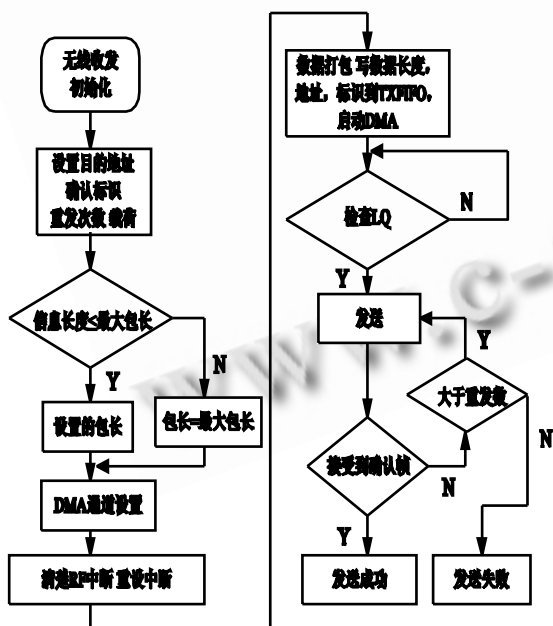 无线收发
初始化
设置目的地址
确认标识
重发次数 载荷
信息长度≤最大包长
N
Y
设置的包长
包长=最大包长
DMA通道设置
清楚RF中断 重设中断
数据打包 写数据长度，
地址，标识到TXFIFO，
启动DMA
检查LQ
N
Y
发送
Y
大于重发数
N
接受到确认帧
N
Y
发送成功
发送失败
www.c-